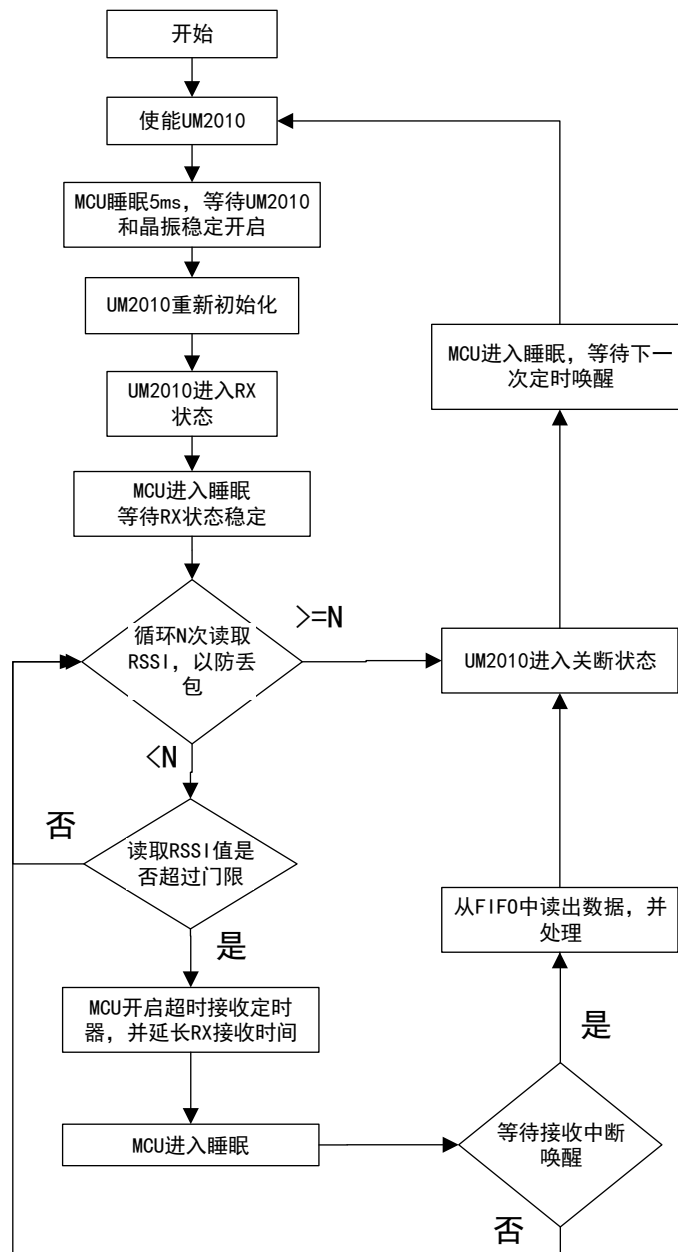 开始
使能UM2010
MCU睡眠5ms，等待UM2010
和晶振稳定开启
UM2010重新初始化
MCU进入睡眠，等待下一
次定时唤醒
UM2010进入RX
状态
MCU进入睡眠
等待RX状态稳定
>=N
循环N次读取
RSSI，以防丢
包
UM2010进入关断状态
<N
否
读取RSSI值是
否超过门限
从FIFO中读出数据，并
处理
是
MCU开启超时接收定时
器，并延长RX接收时间
是
MCU进入睡眠
等待接收中断
唤醒
否